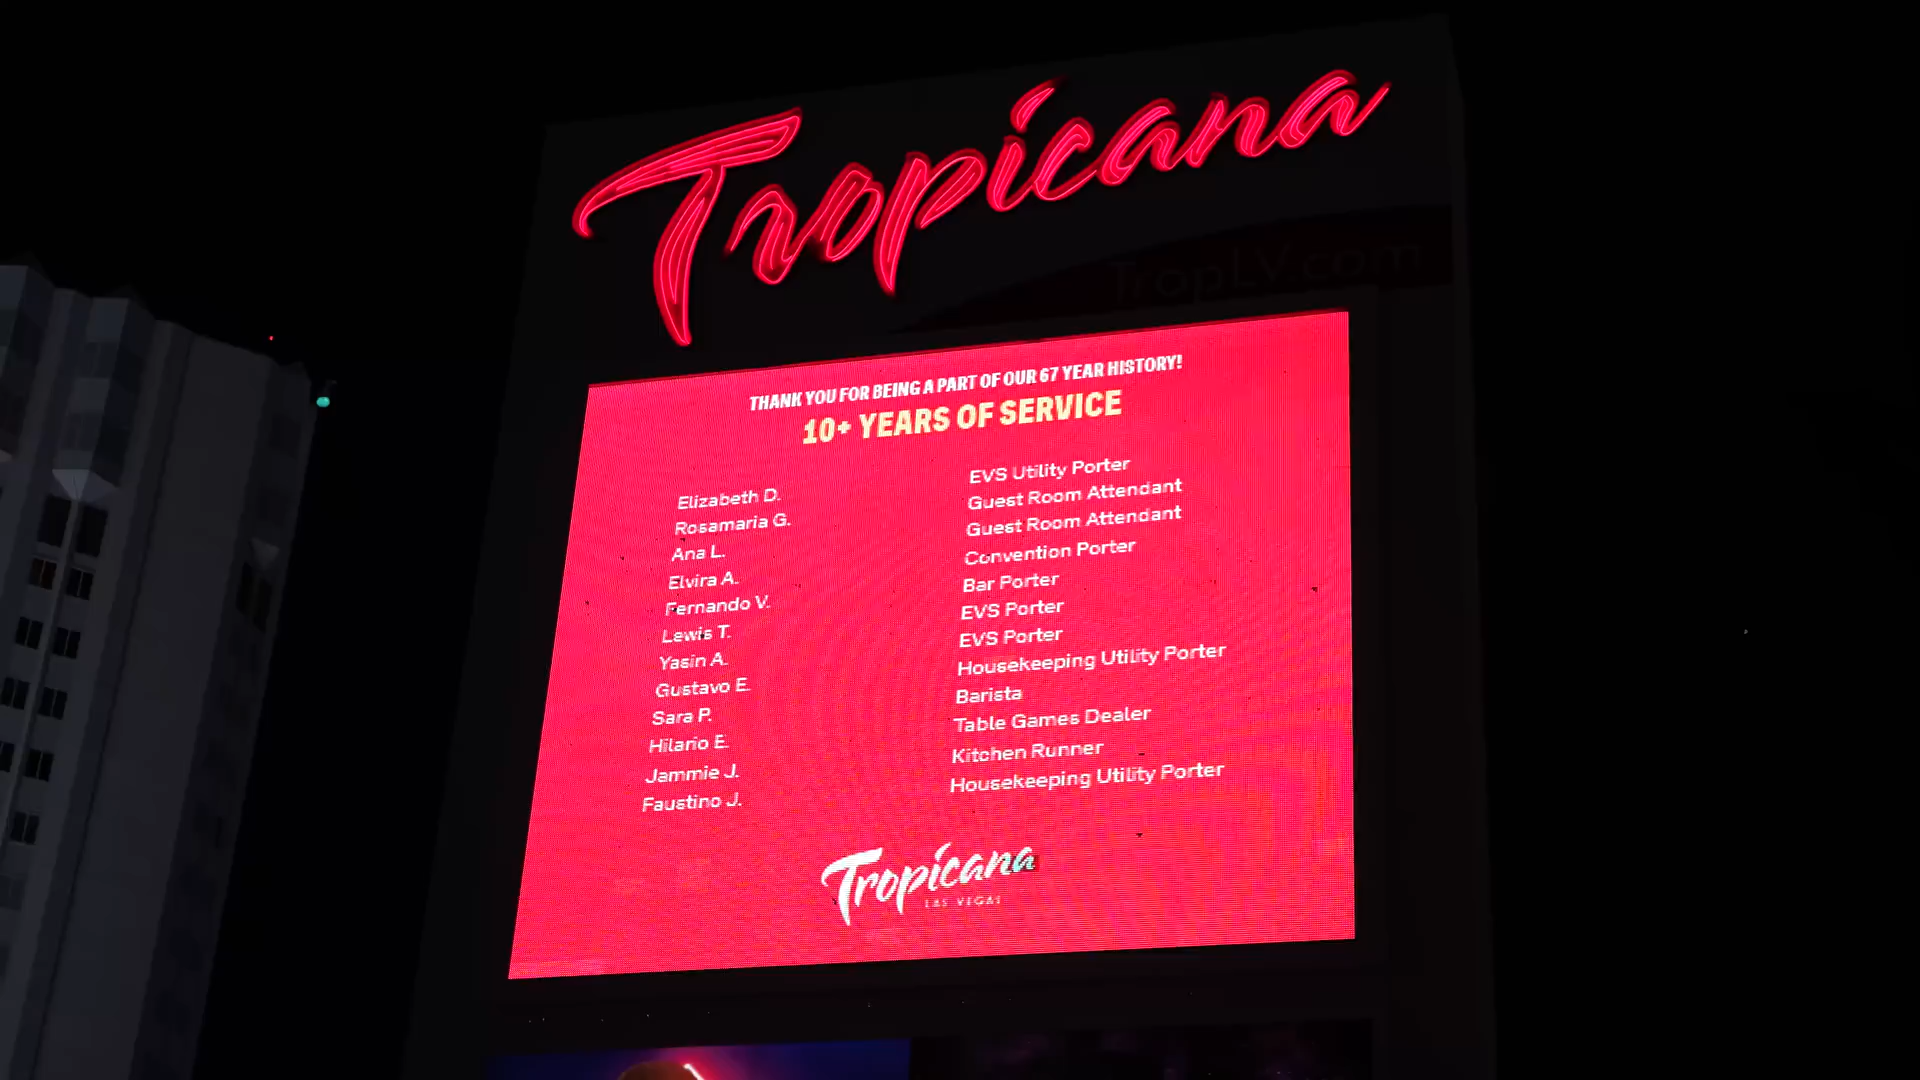 Tropicana
TropLV.com
THANK YOU FOR BEING A PART OF OUR 67 YEAR HISTORY!
10+ YEARS OF SERVICE
Elizabeth D. EVS Utility Porter
Rosamaria G. Guest Room Attendant
Ana L. Guest Room Attendant
Elvira A. Convention Porter
Fernando V. Bar Porter
Lewis T. EVS Porter
Yasin A. EVS Porter
Gustavo E. Housekeeping Utility Porter
Sara P. Barista
Hilario E. Table Games Dealer
Jammie J. Kitchen Runner
Faustino J. Housekeeping Utility Porter
Tropicana
LAS VEGAS